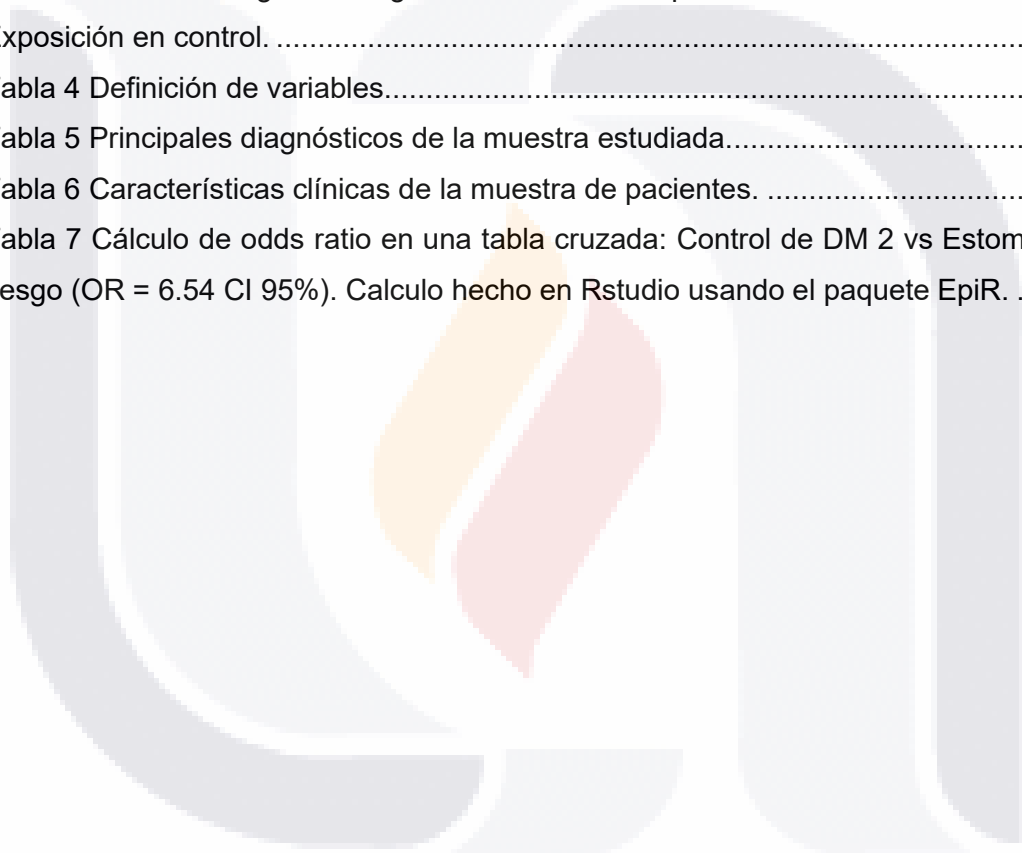 xposición en control. ........................................................................................
abla 4 Definición de variables........................................................................
abla 5 Principales diagnósticos de la muestra estudiada....................................
abla 6 Características clínicas de la muestra de pacientes. ...............................
abla 7 Cálculo de odds ratio en una tabla cruzada: Control de DM 2 vs Estom
esgo (OR = 6.54 CI 95%). Calculo hecho en Rstudio usando el paquete EpiR. .